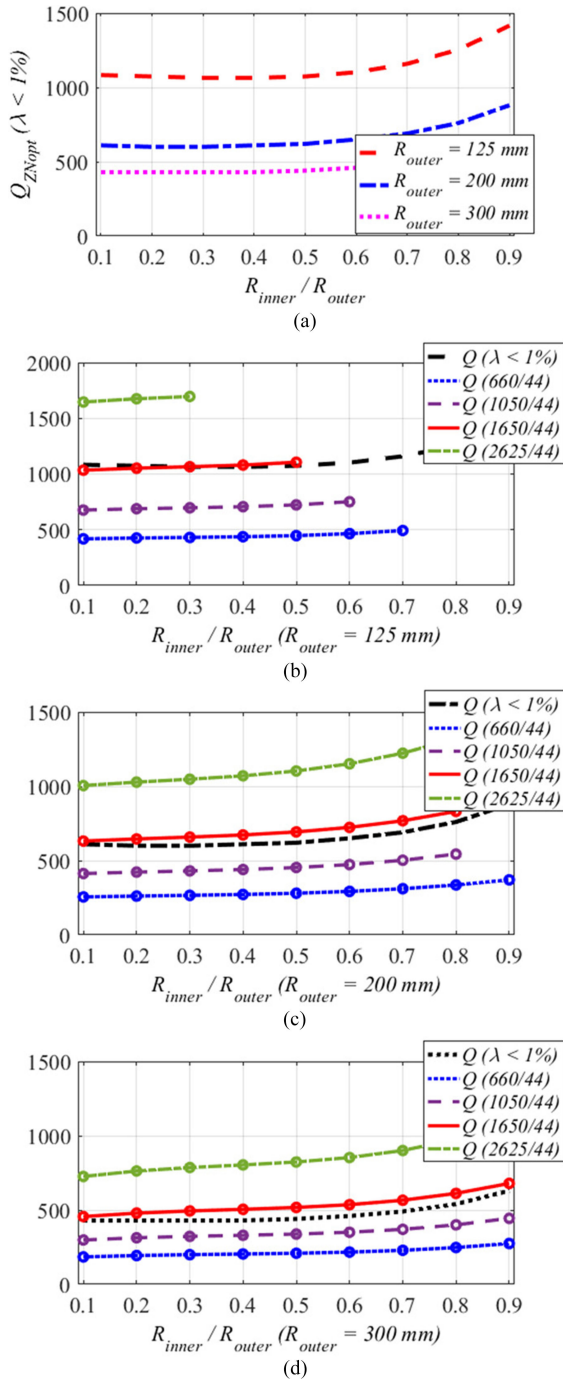 1500
1000
500
0
Q_ZNopt (λ < 1%)
R_outer = 125 mm
R_outer = 200 mm
R_outer = 300 mm
0.1 0.2 0.3 0.4 0.5 0.6 0.7 0.8 0.9
R_inner / R_outer
(a)
2000
1500
1000
500
0
Q (λ < 1%)
Q (660/44)
Q (1050/44)
Q (1650/44)
Q (2625/44)
0.1 0.2 0.3 0.4 0.5 0.6 0.7 0.8 0.9
R_inner / R_outer (R_outer = 125 mm)
(b)
1500
1000
500
0
Q (λ < 1%)
Q (660/44)
Q (1050/44)
Q (1650/44)
Q (2625/44)
0.1 0.2 0.3 0.4 0.5 0.6 0.7 0.8 0.9
R_inner / R_outer (R_outer = 200 mm)
(c)
1500
1000
500
0
Q (λ < 1%)
Q (660/44)
Q (1050/44)
Q (1650/44)
Q (2625/44)
0.1 0.2 0.3 0.4 0.5 0.6 0.7 0.8 0.9
R_inner / R_outer (R_outer = 300 mm)
(d)